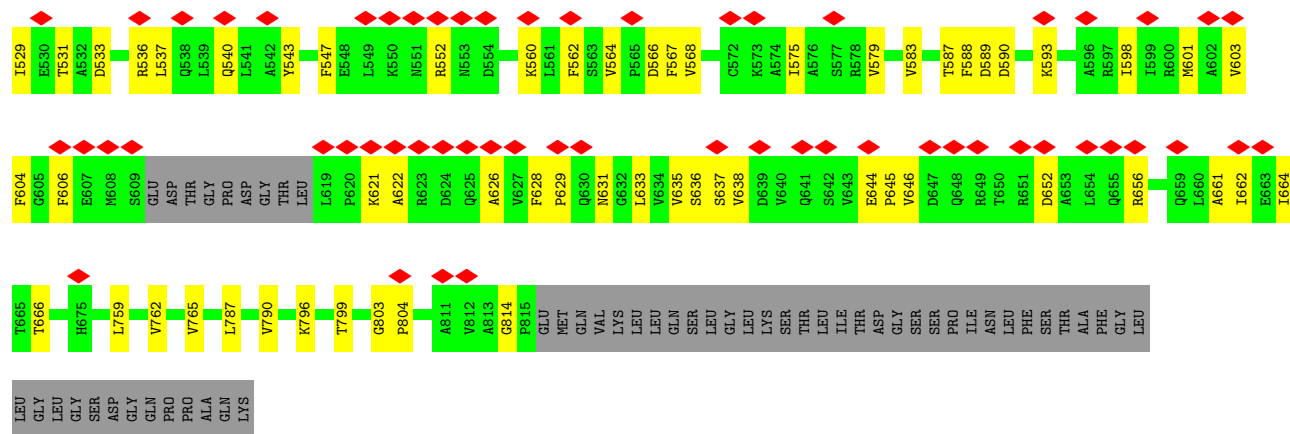 I529 E530 T531 A532 D533 R536 L537 Q538 L539 Q540 L541 A542 Y543 F547 E548 L549 K550 N551 R552 N553 D554 K560 L561 F562 S563 V564 P565 D566 F567 V568 C572 K573 A574 I575 A576 S577 R578 V579 V583 T587 F588 D589 D590 K593 A596 R597 I598 I599 R600 M601 A602 V603
F604 G605 F606 E607 M608 S609 GLU ASP THR GLY PRO ASP GLY THR LEU L619 P620 K621 A622 R623 D624 Q625 A626 V627 F628 P629 Q630 N631 G632 L633 V634 V635 S636 S637 V638 D639 V640 Q641 S642 V643 E644 P645 V646 D647 Q648 R649 T650 R651 D652 A653 L654 Q655 R656 Q659 L660 A661 I662 E663 I664
T665 T666 H675 L759 V762 V765 L787 V790 K796 T799 G803 P804 A811 V812 A813 G814 P815 GLU MET GLN VAL LYS LEU LEU GLN SER LEU GLY LEU LYS SER THR LEU ILE THR ASP GLY SER SER PRO ILE ASN LEU PHE SER THR ALA PHE GLY LEU
LEU GLY LEU GLY SER ASP GLY GLN PRO PRO ALA GLN LYS